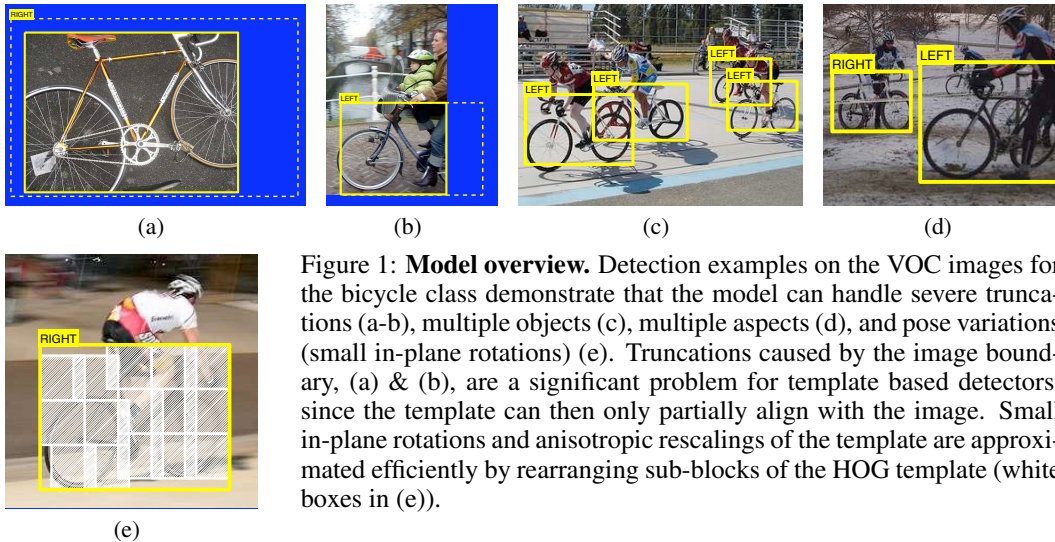 RIGHT
LEFT
LEFT
LEFT
LEFT
LEFT
RIGHT
LEFT
(a)
(b)
(c)
(d)
RIGHT
(e)
Figure 1: Model overview. Detection examples on the VOC images for
the bicycle class demonstrate that the model can handle severe trunca-
tions (a-b), multiple objects (c), multiple aspects (d), and pose variations
(small in-plane rotations) (e). Truncations caused by the image bound-
ary, (a) & (b), are a significant problem for template based detectors
since the template can then only partially align with the image. Small
in-plane rotations and anisotropic rescalings of the template are approxi-
mated efficiently by rearranging sub-blocks of the HOG template (white
boxes in (e)).